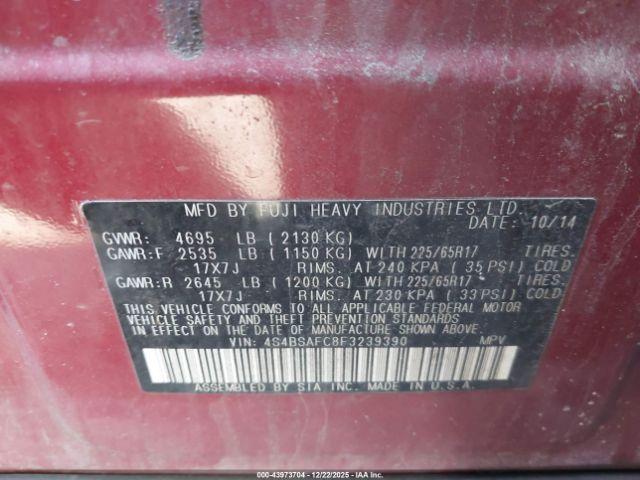 MFD BY FUJI HEAVY INDUSTRIES LTD.
DATE: 10/14
GVWR: 4695 LB ( 2130 KG)
GAWR:F 2535 LB ( 1150 KG) WITH 225/65R17 TIRES.
17X7J RIMS. AT 240 KPA ( 35 PSI) COLD
GAWR:R 2645 LB ( 1200 KG) WITH 225/65R17 TIRES.
17X7J RIMS. AT 230 KPA ( 33 PSI) COLD
THIS VEHICLE CONFORMS TO ALL APPLICABLE FEDERAL MOTOR
VEHICLE SAFETY, BUMPER, AND THEFT PREVENTION STANDARDS
IN EFFECT ON THE DATE OF MANUFACTURE SHOWN ABOVE.
VIN: 4S4BSAFC8F3239390 MPV
ASSEMBLED BY SIA INC. MADE IN U.S.A.
000-43973704 - 12/22/2025 - IAAI.COM